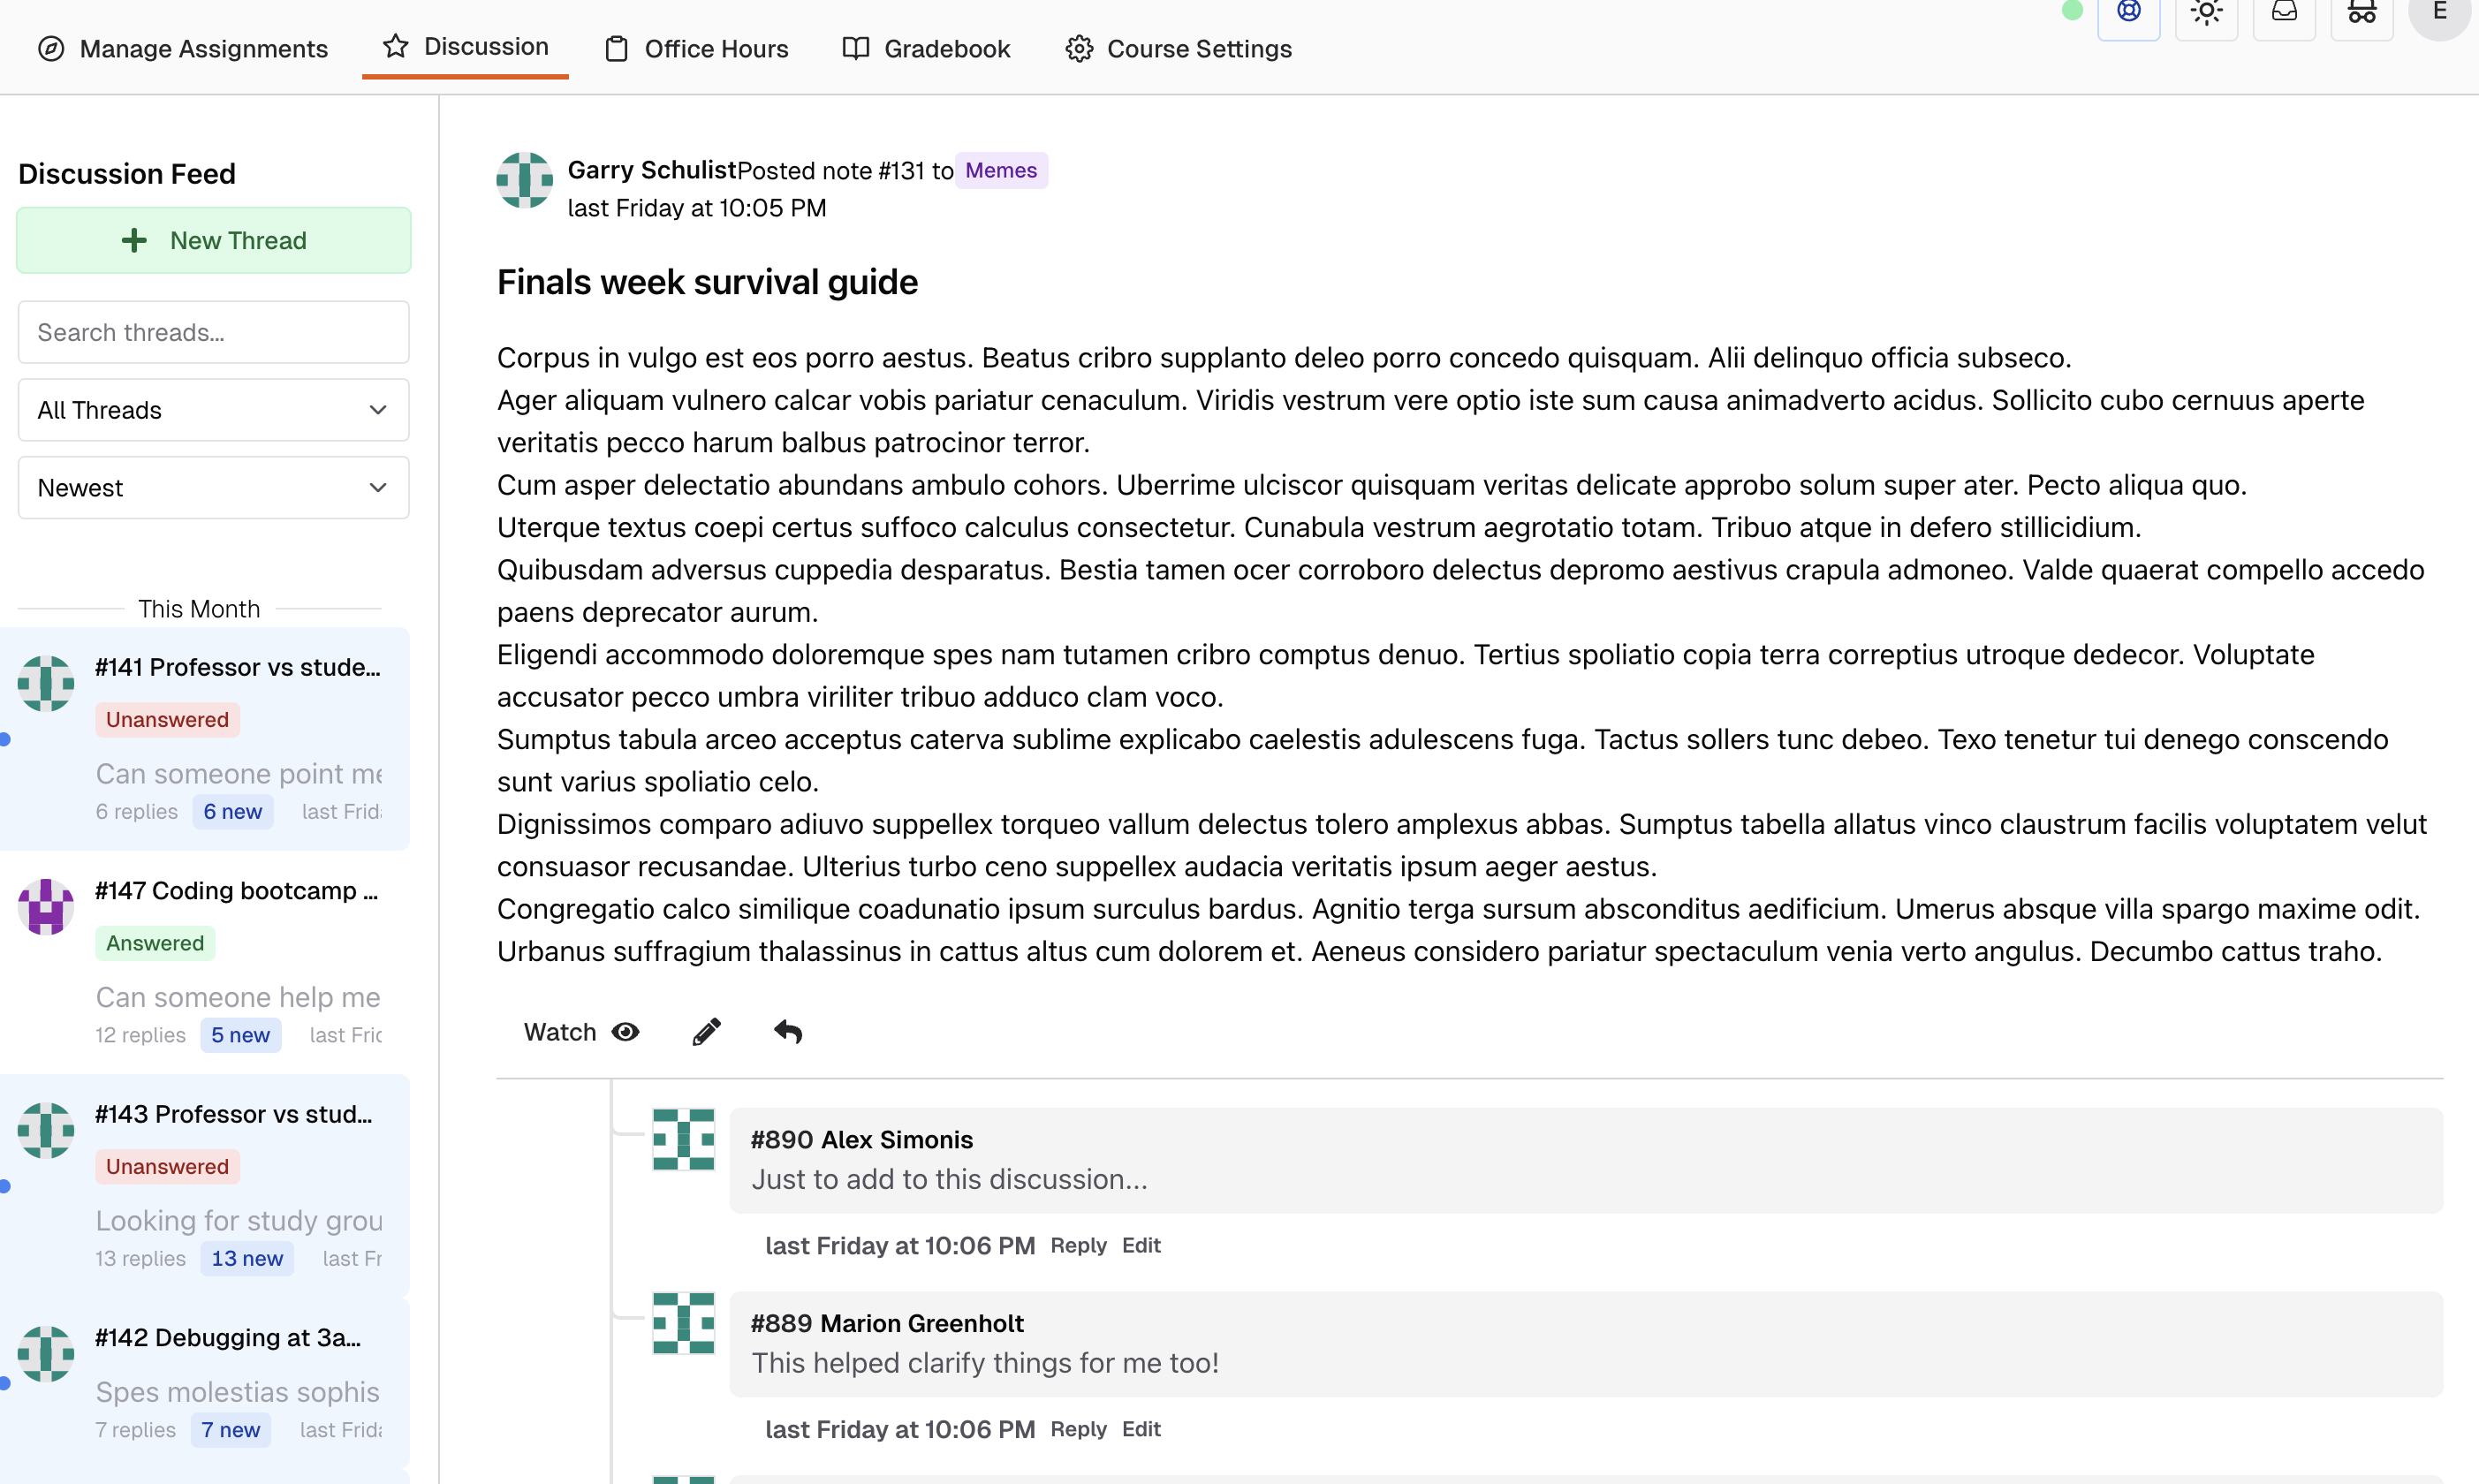 Manage Assignments
Discussion
Office Hours
Gradebook
Course Settings
E
Discussion Feed
New Thread
Search threads...
All Threads
Newest
This Month
#141 Professor vs stude...
Unanswered
Can someone point me
6 replies 6 new last Frid
#147 Coding bootcamp ...
Answered
Can someone help me
12 replies 5 new last Fri
#143 Professor vs stud...
Unanswered
Looking for study grou
13 replies 13 new last Fr
#142 Debugging at 3a...
Spes molestias sophis
7 replies 7 new last Frid
Garry SchulistPosted note #131 to Memes
last Friday at 10:05 PM
Finals week survival guide
Corpus in vulgo est eos porro aestus. Beatus cribro supplanto deleo porro concedo quisquam. Alii delinquo officia subseco.
Ager aliquam vulnero calcar vobis pariatur cenaculum. Viridis vestrum vere optio iste sum causa animadverto acidus. Sollicito cubo cernuus aperte
veritatis pecco harum balbus patrocinor terror.
Cum asper delectatio abundans ambulo cohors. Uberrime ulciscor quisquam veritas delicate approbo solum super ater. Pecto aliqua quo.
Uterque textus coepi certus suffoco calculus consectetur. Cunabula vestrum aegrotatio totam. Tribuo atque in defero stillicidium.
Quibusdam adversus cuppedia desparatus. Bestia tamen ocer corroboro delectus depromo aestivus crapula admoneo. Valde quaerat compello accedo
paens deprecator aurum.
Eligendi accommodo doloremque spes nam tutamen cribro comptus denuo. Tertius spoliatio copia terra correptius utroque dedecor. Voluptate
accusator pecco umbra viriliter tribuo adduco clam voco.
Sumptus tabula arceo acceptus caterva sublime explicabo caelestis adulescens fuga. Tactus sollers tunc debeo. Texo tenetur tui denego conscendo
sunt varius spoliatio celo.
Dignissimos comparo adiuvo suppellex torqueo vallum delectus tolero amplexus abbas. Sumptus tabella allatus vinco claustrum facilis voluptatem velut
consuasor recusandae. Ulterius turbo ceno suppellex audacia veritatis ipsum aeger aestus.
Congregatio calco similique coadunatio ipsum surculus bardus. Agnitio terga sursum absconditus aedificium. Umerus absque villa spargo maxime odit.
Urbanus suffragium thalassinus in cattus altus cum dolorem et. Aeneus considero pariatur spectaculum venia verto angulus. Decumbo cattus traho.
Watch
#890 Alex Simonis
Just to add to this discussion...
last Friday at 10:06 PM Reply Edit
#889 Marion Greenholt
This helped clarify things for me too!
last Friday at 10:06 PM Reply Edit